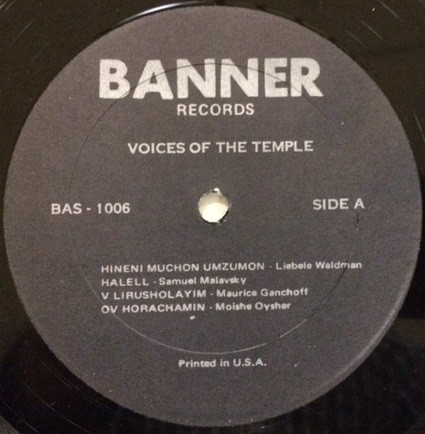 BANNER
RECORDS
VOICES OF THE TEMPLE
BAS - 1006 SIDE A
HINENI MUCHON UMZUMON - Liebele Waldman
HALELL - Samuel Malavsky
V LIRUSHOLAYIM - Maurice Ganchoff
OV HORACHAMIN - Moishe Oysher
Printed in U.S.A.